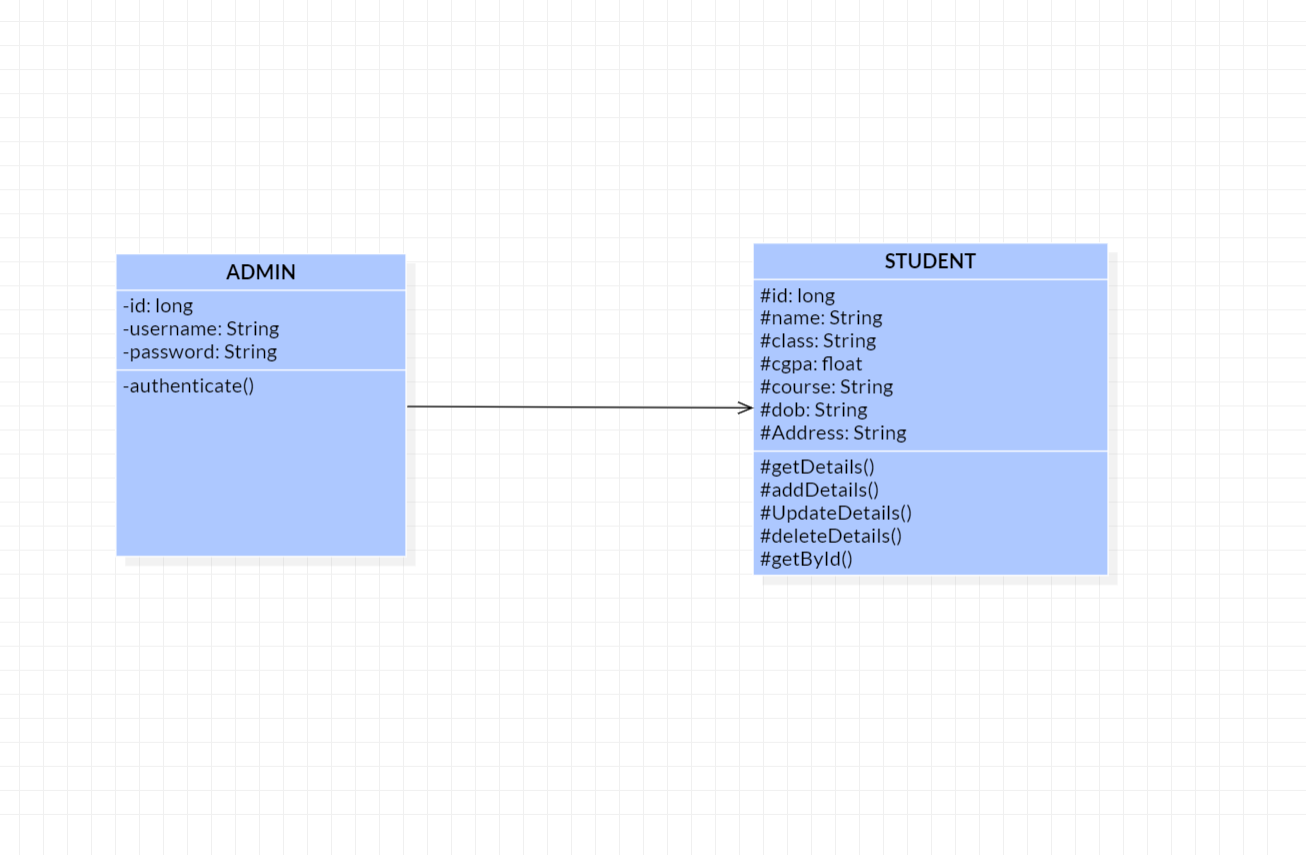 ADMIN
-id: long
-username: String
-password: String
-authenticate()
STUDENT
#id: long
#name: String
#class: String
#cgpa: float
#course: String
#dob: String
#Address: String
#getDetails()
#addDetails()
#UpdateDetails()
#deleteDetails()
#getById()